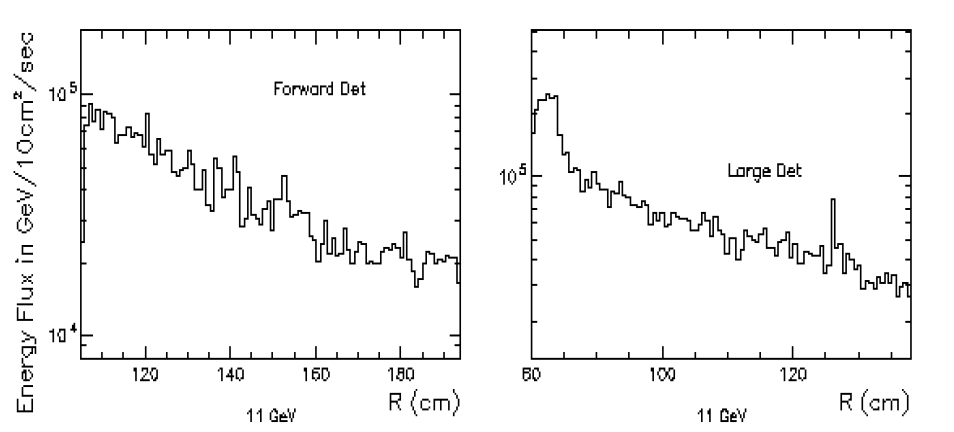 Energy Flux in GeV/10cm²/sec
Forward Det
10⁵
10⁴
120 140 160 180
R (cm)
11 GeV
Large Det
10⁵
80 100 120
R (cm)
11 GeV